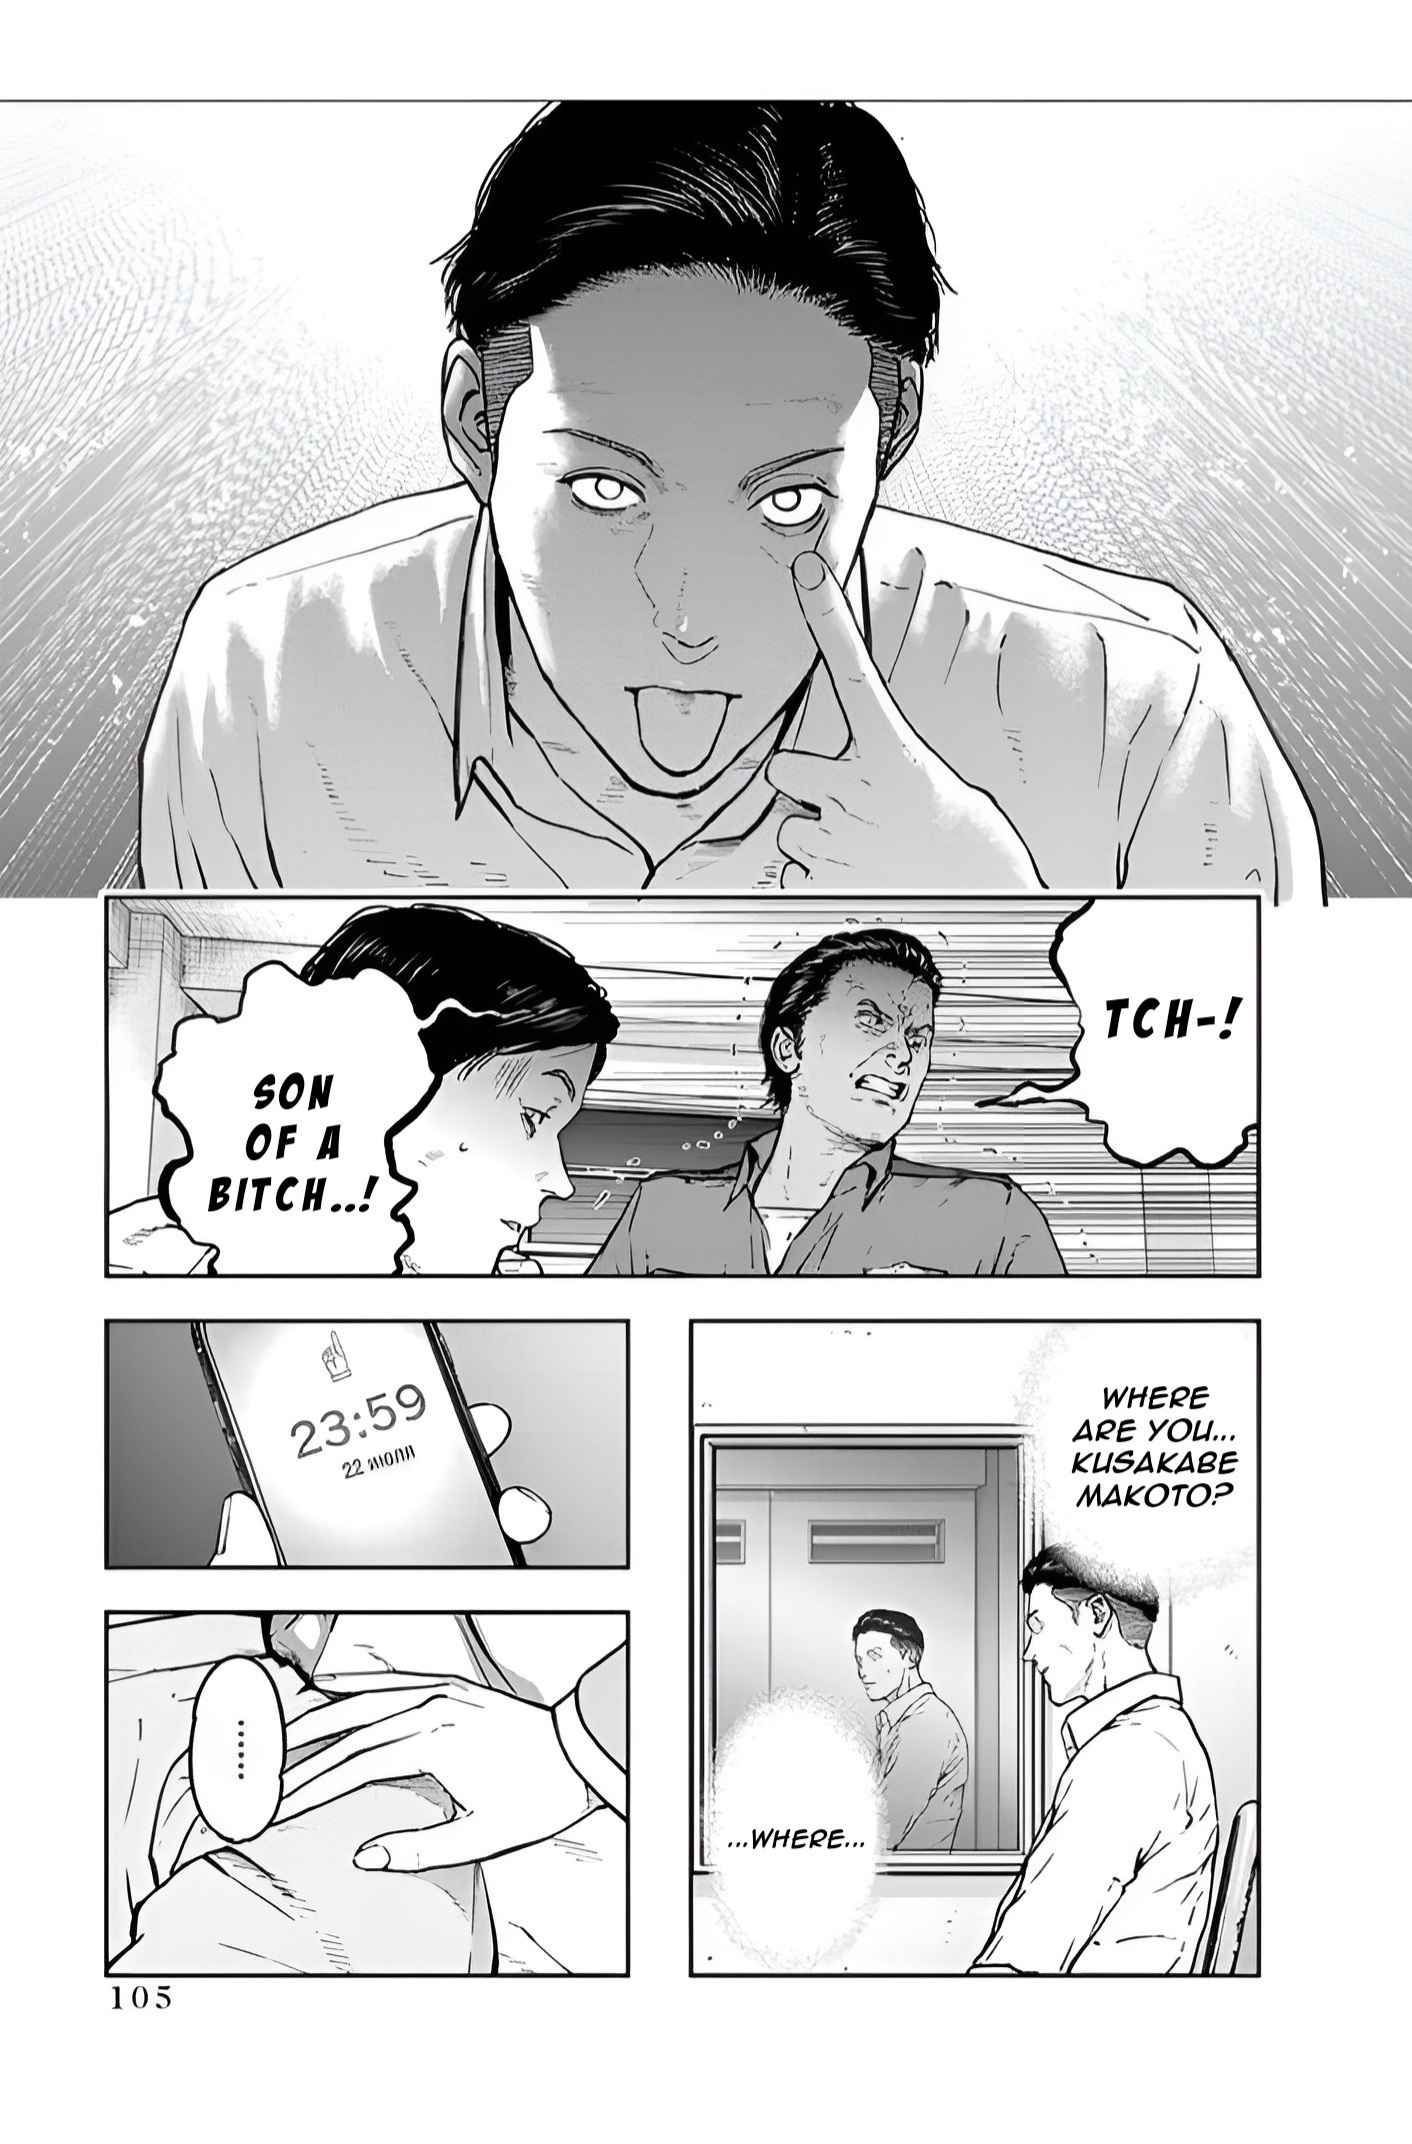 TCH-!
SON
OF A
BITCH...!
WHERE
ARE YOU...
KUSAKABE
MAKOTO?
...WHERE...
23:59
22
.......
105